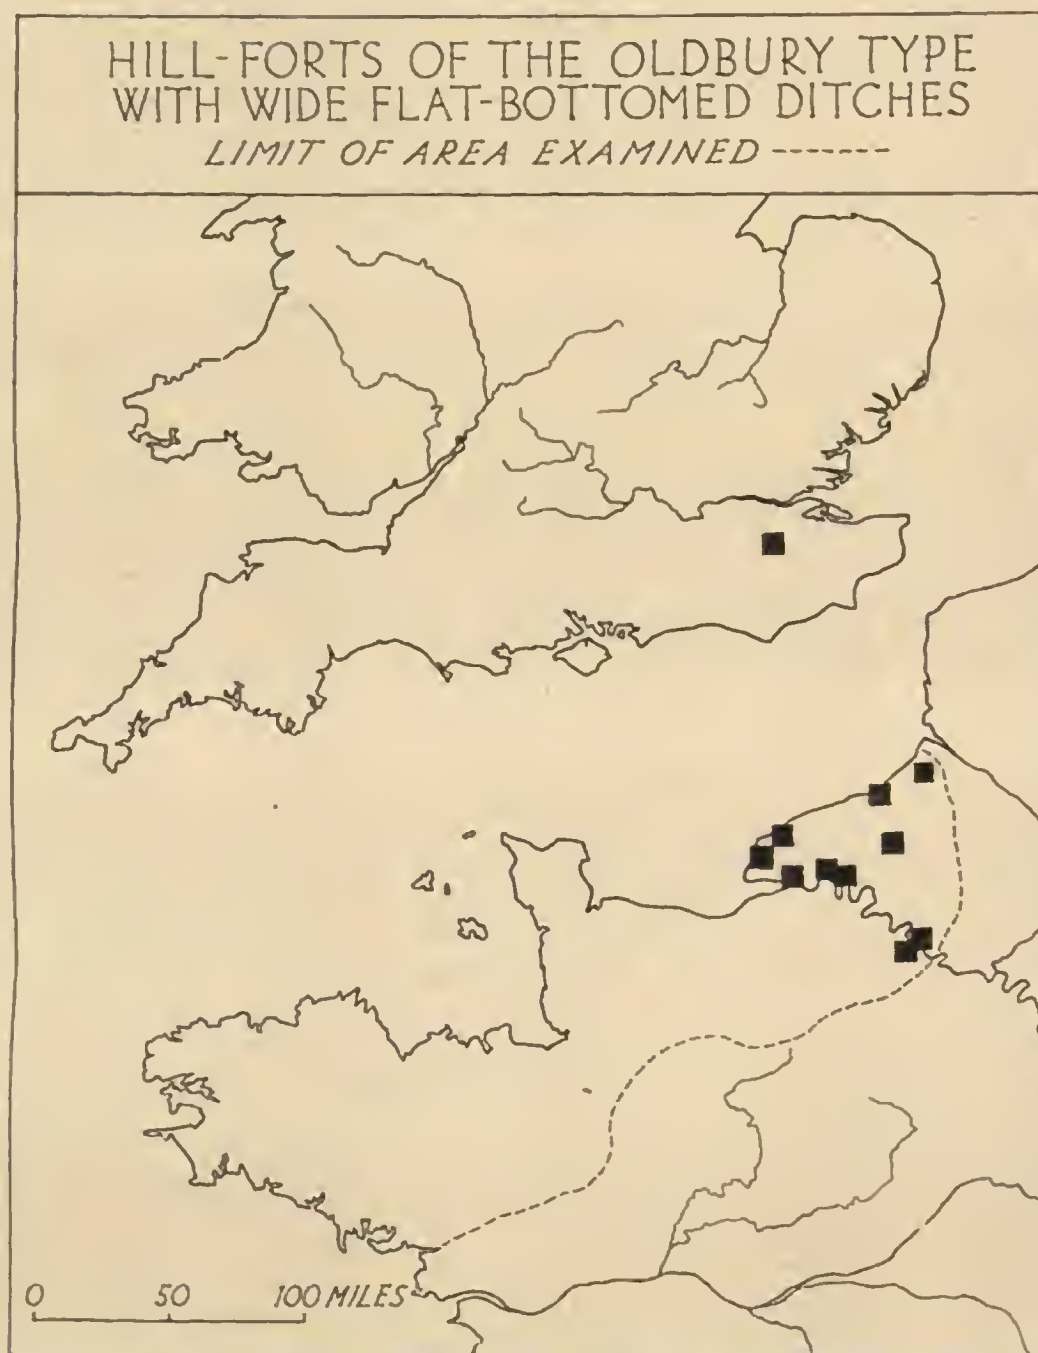 HILL-FORTS OF THE OLDBURY TYPE
WITH WIDE FLAT-BOTTOMED DITCHES
LIMIT OF AREA EXAMINED
0 50 100 MILES